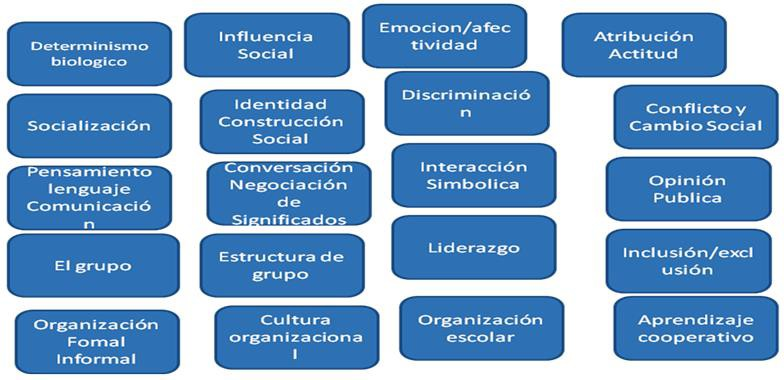 Determinismo
biologico
Influencia
Social
Emocion/afec
tividad
Atribución
Actitud
Socialización
Identidad
Construcción
Social
Discriminació
n
Conflicto y
Cambio Social
Pensamiento
lenguaje
Comunicació
n
Conversación
Negociación
de
Significados
Interacción
Simbolica
Opinión
Publica
El grupo
Estructura de
grupo
Liderazgo
Inclusión/excl
usión
Organización
Fomal
Informal
Cultura
organizaciona
l
Organización
escolar
Aprendizaje
cooperativo